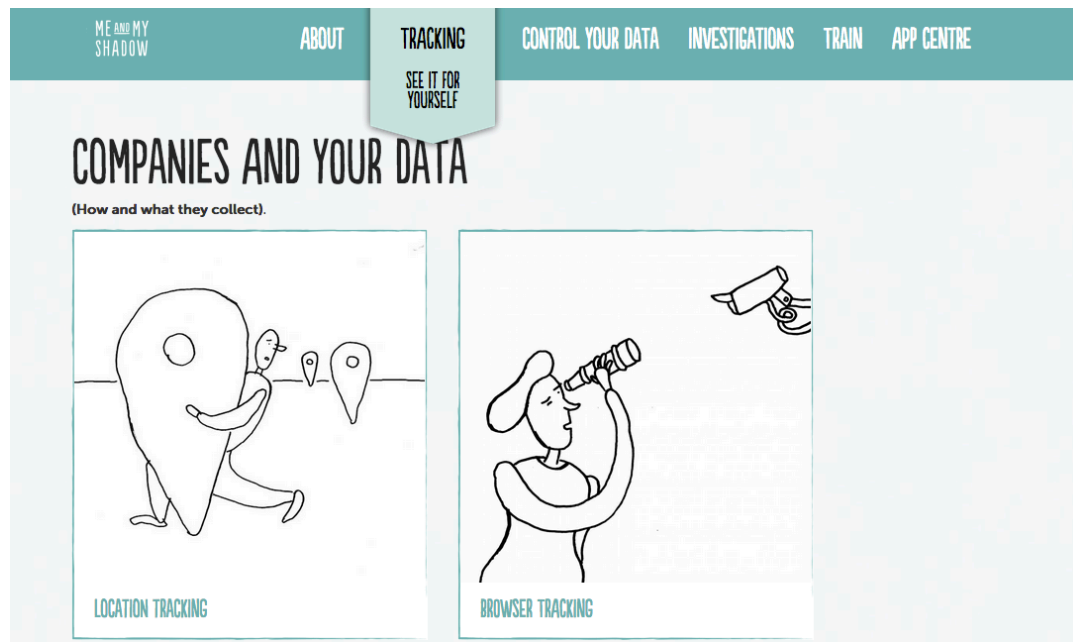 ME AND MY
SHADOW
ABOUT
TRACKING
SEE IT FOR
YOURSELF
CONTROL YOUR DATA
INVESTIGATIONS
TRAIN
APP CENTRE
COMPANIES AND YOUR DATA
(How and what they collect).
LOCATION TRACKING
BROWSER TRACKING